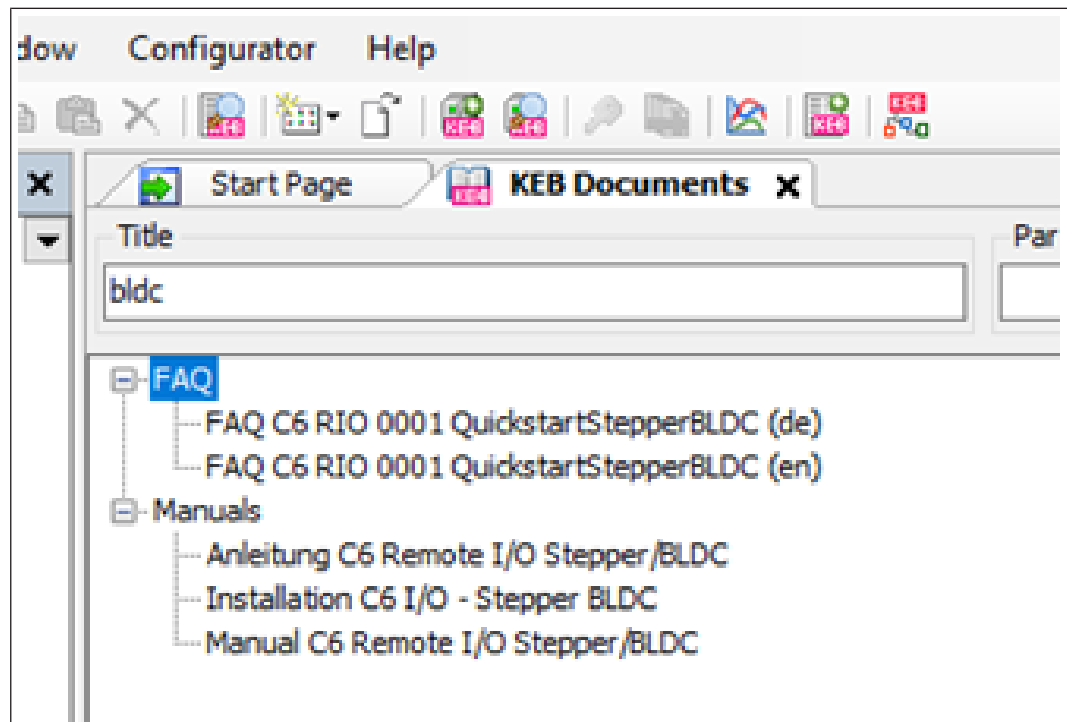 dow Configurator Help
Start Page KEB Documents
Title Par
bldc
FAQ
FAQ C6 RIO 0001 QuickstartStepperBLDC (de)
FAQ C6 RIO 0001 QuickstartStepperBLDC (en)
Manuals
Anleitung C6 Remote I/O Stepper/BLDC
Installation C6 I/O - Stepper BLDC
Manual C6 Remote I/O Stepper/BLDC